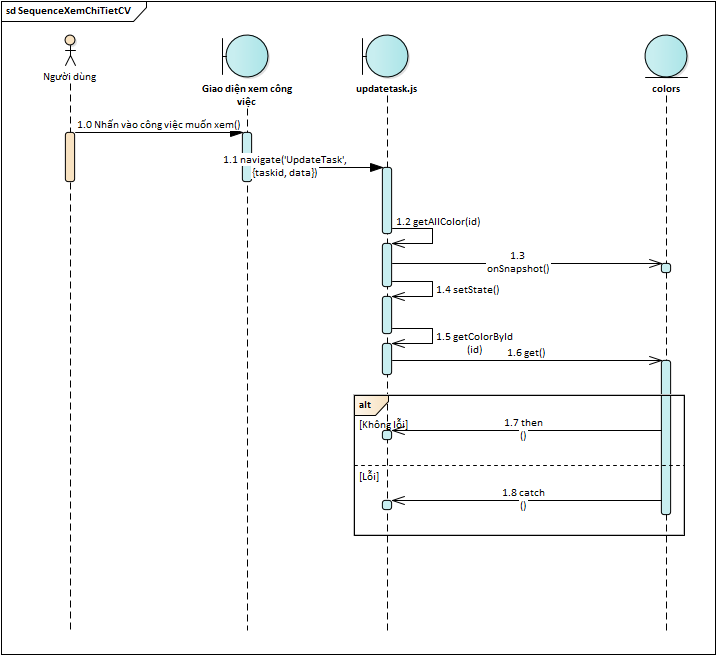 sd SequenceXemChiTietCV
Người dùng
Giao diện xem công
việc
updatetask.js
colors
1.0 Nhấn vào công việc muốn xem()
1.1 navigate('UpdateTask',
{taskid, data})
1.2 getAllColor(id)
1.3
onSnapshot()
1.4 setState()
1.5 getColorById
(id)
1.6 get()
alt
[Không lỗi]
1.7 then
()
[Lỗi]
1.8 catch
()